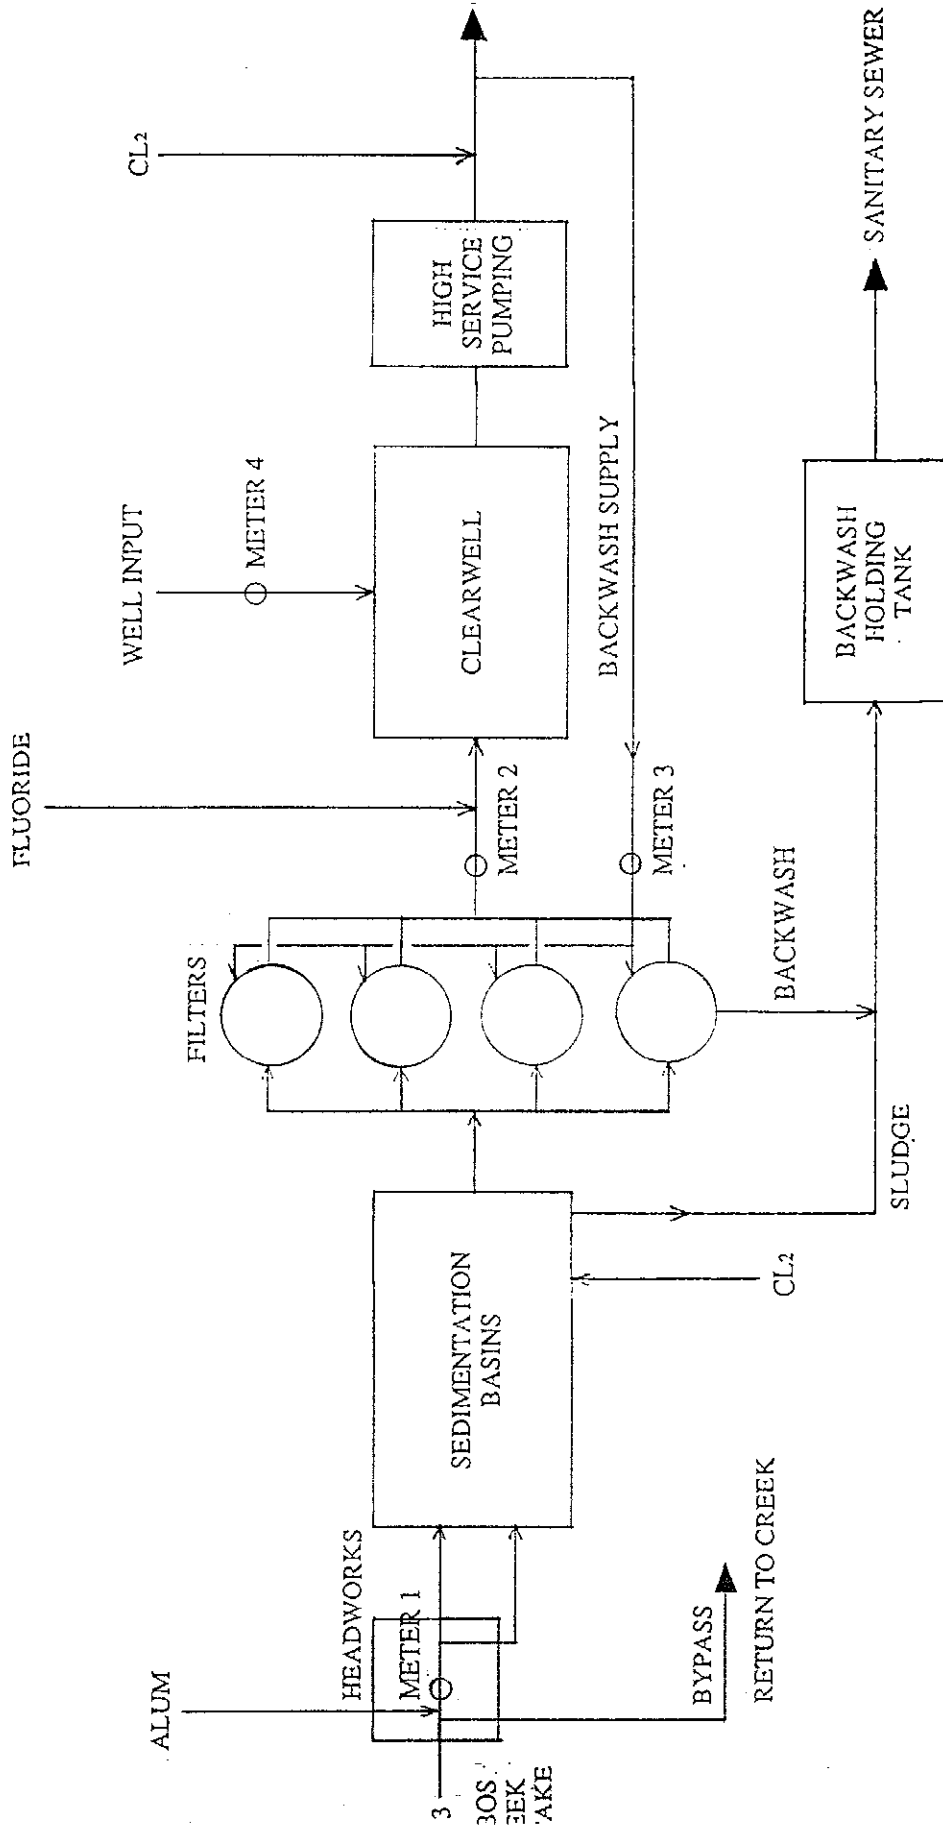 ALUM
HEADWORKS
METER 1
3
BYPASS
RETURN TO CREEK
SEDIMENTATION
BASINS
CL2
SLUDGE
FILTERS
BACKWASH
FLUORIDE
METER 2
METER 3
WELL INPUT
METER 4
CLEARWELL
BACKWASH SUPPLY
HIGH
SERVICE
PUMPING
CL2
BACKWASH
HOLDING
TANK
SANITARY SEWER